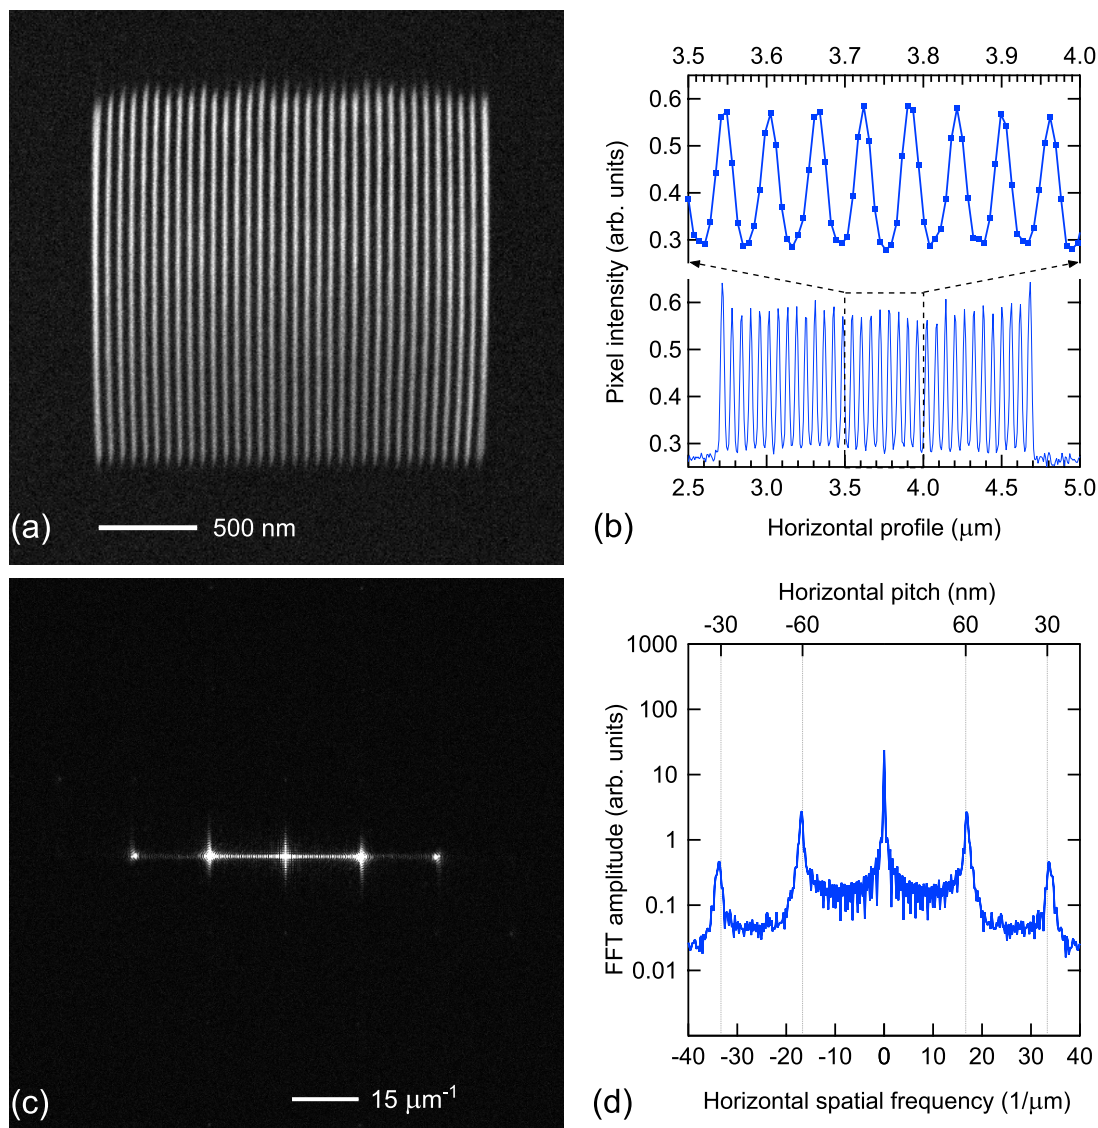 (a)
500 nm
3.5 3.6 3.7 3.8 3.9 4.0
0.6
0.5
0.4
0.3
0.6
0.5
0.4
0.3
Pixel intensity (arb. units)
2.5 3.0 3.5 4.0 4.5 5.0
Horizontal profile (μm)
(b)
(c)
15 μm-1
Horizontal pitch (nm)
-30 -60 60 30
1000
100
10
1
0.1
0.01
FFT amplitude (arb. units)
-40 -30 -20 -10 0 10 20 30 40
Horizontal spatial frequency (1/μm)
(d)